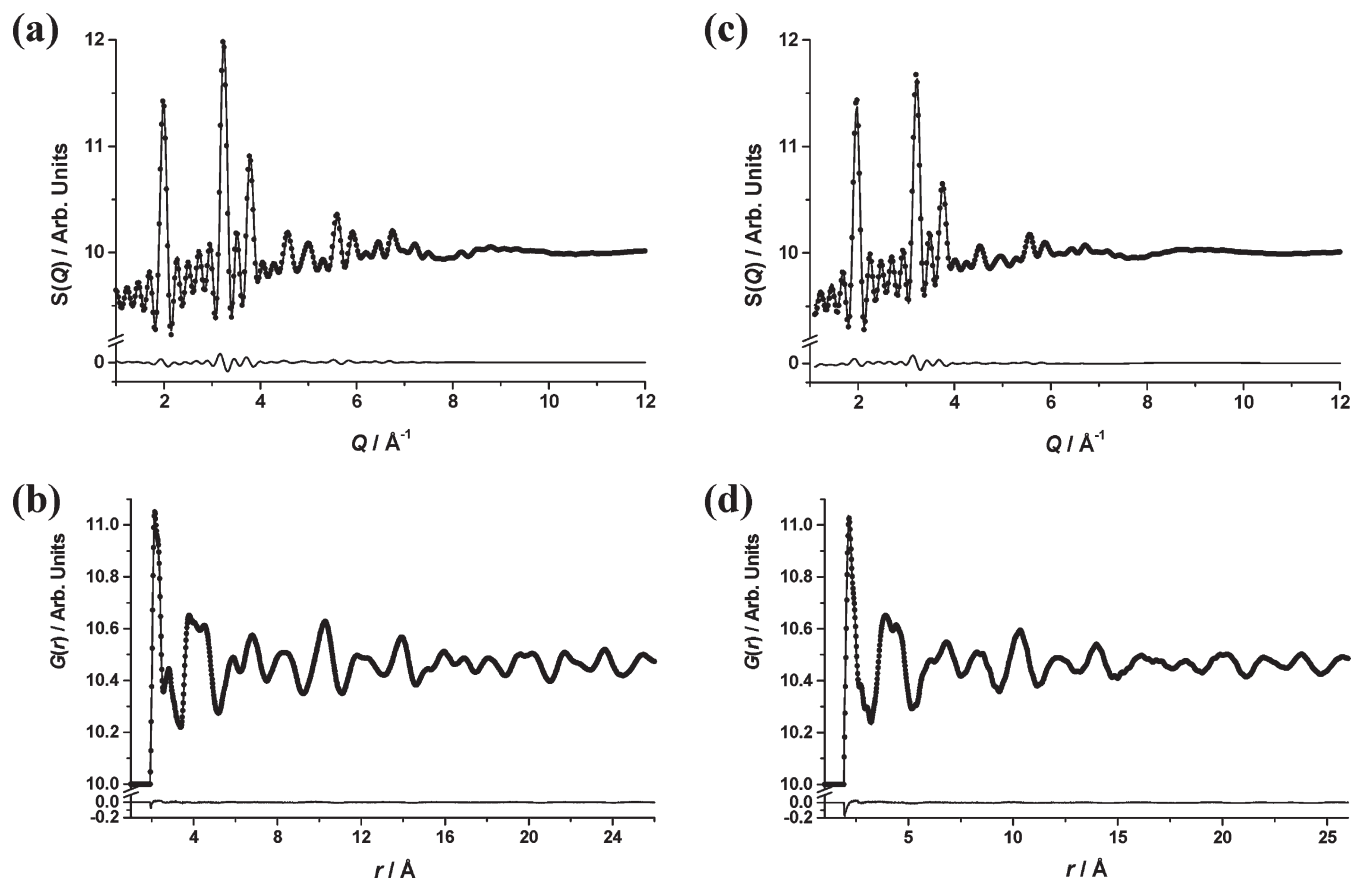 (a)
12
11
10
0
S(Q) / Arb. Units
2 4 6 8 10 12
Q / Å⁻¹
(c)
12
11
10
0
S(Q) / Arb. Units
2 4 6 8 10 12
Q / Å⁻¹
(b)
11.0
10.8
10.6
10.4
10.2
10.0
0.0
-0.2
G(r) / Arb. Units
4 8 12 16 20 24
r / Å
(d)
11.0
10.8
10.6
10.4
10.2
10.0
0.0
-0.2
G(r) / Arb. Units
5 10 15 20 25
r / Å